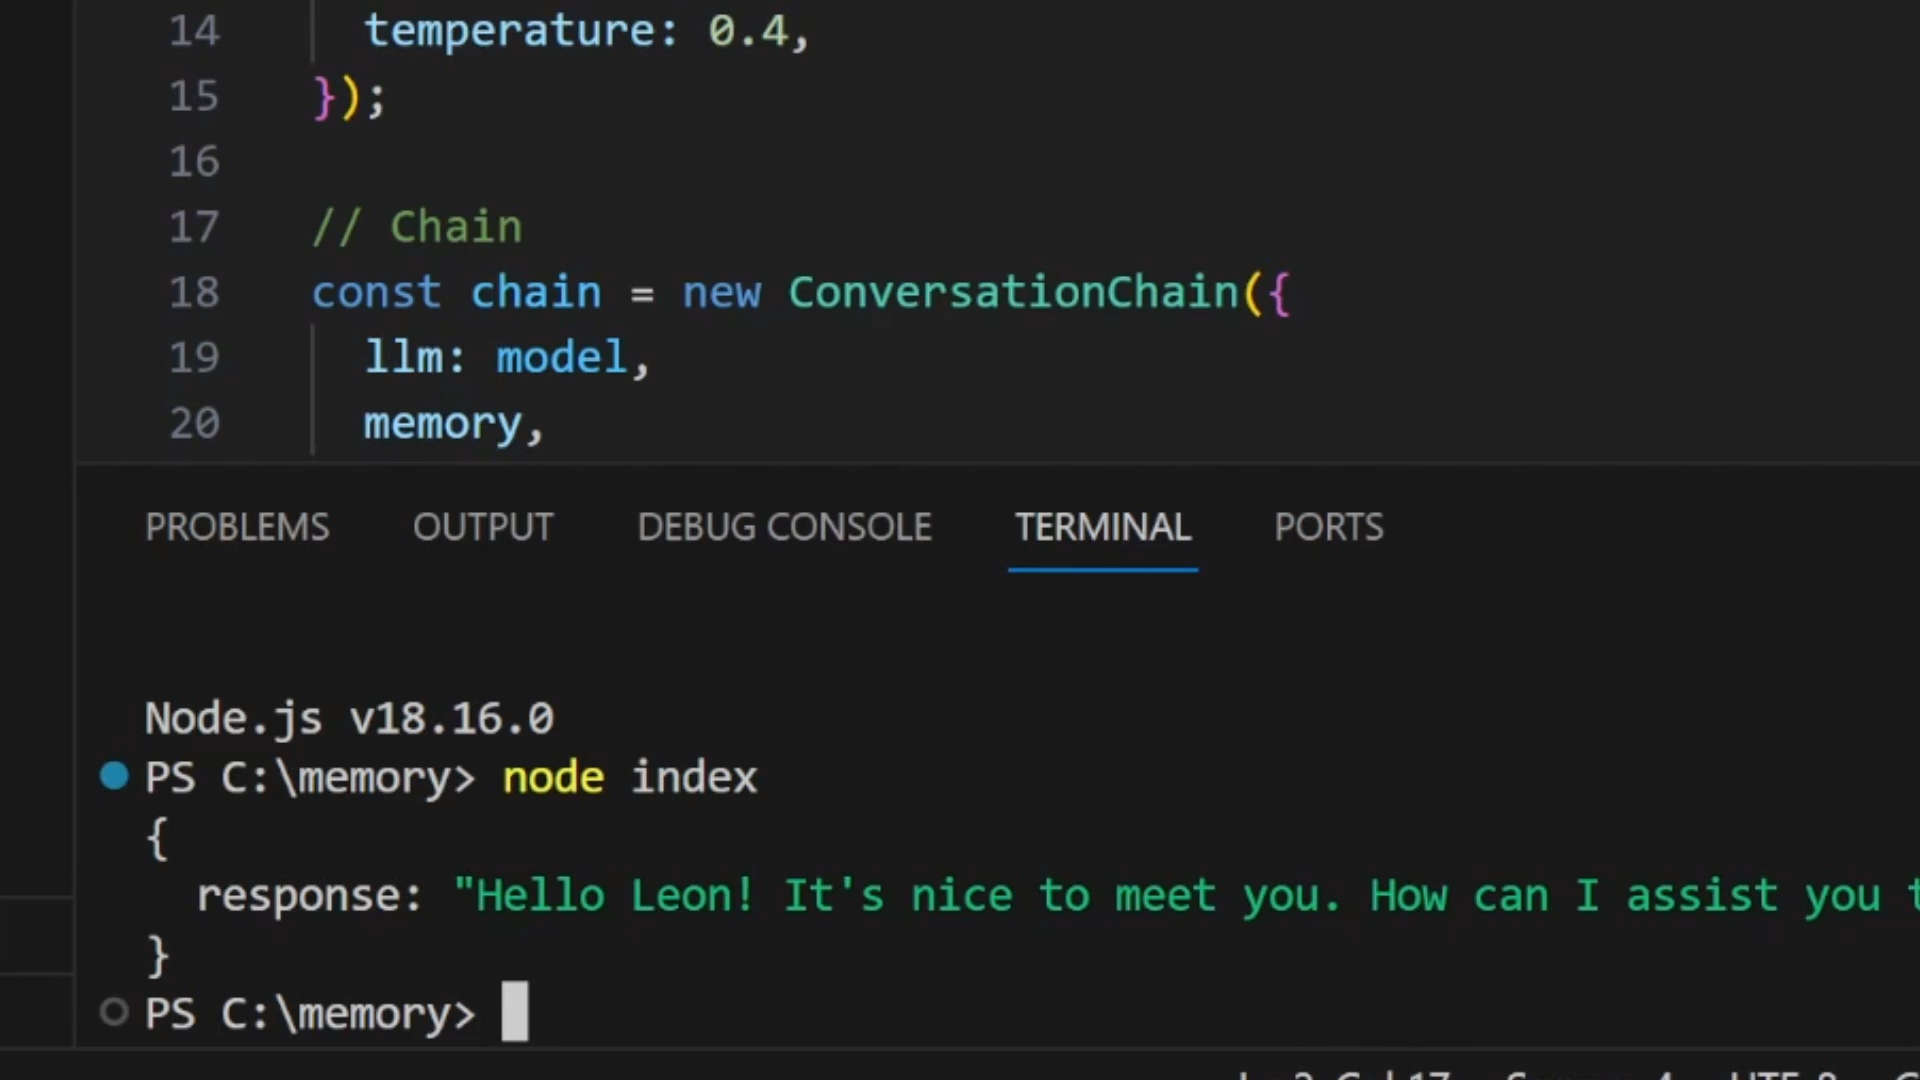 14 temperature: 0.4,
15 });
16
17 // Chain
18 const chain = new ConversationChain({
19 llm: model,
20 memory,
PROBLEMS OUTPUT DEBUG CONSOLE TERMINAL PORTS
Node.js v18.16.0
PS C:\memory> node index
{
response: "Hello Leon! It's nice to meet you. How can I assist you t
}
PS C:\memory>